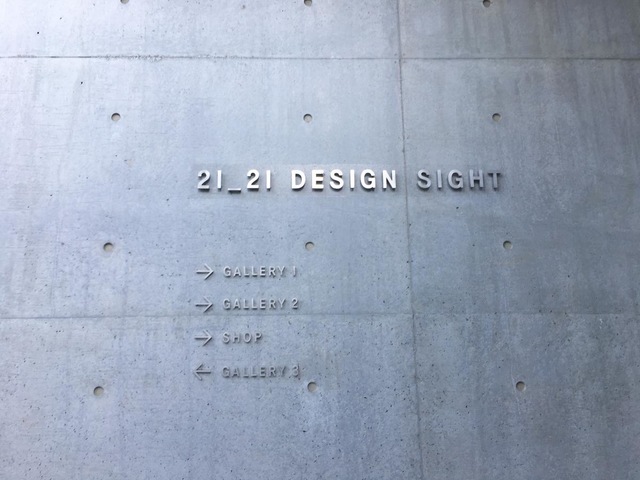 21_21 DESIGN SIGHT
→ GALLERY 1
→ GALLERY 2
→ SHOP
← GALLERY 3